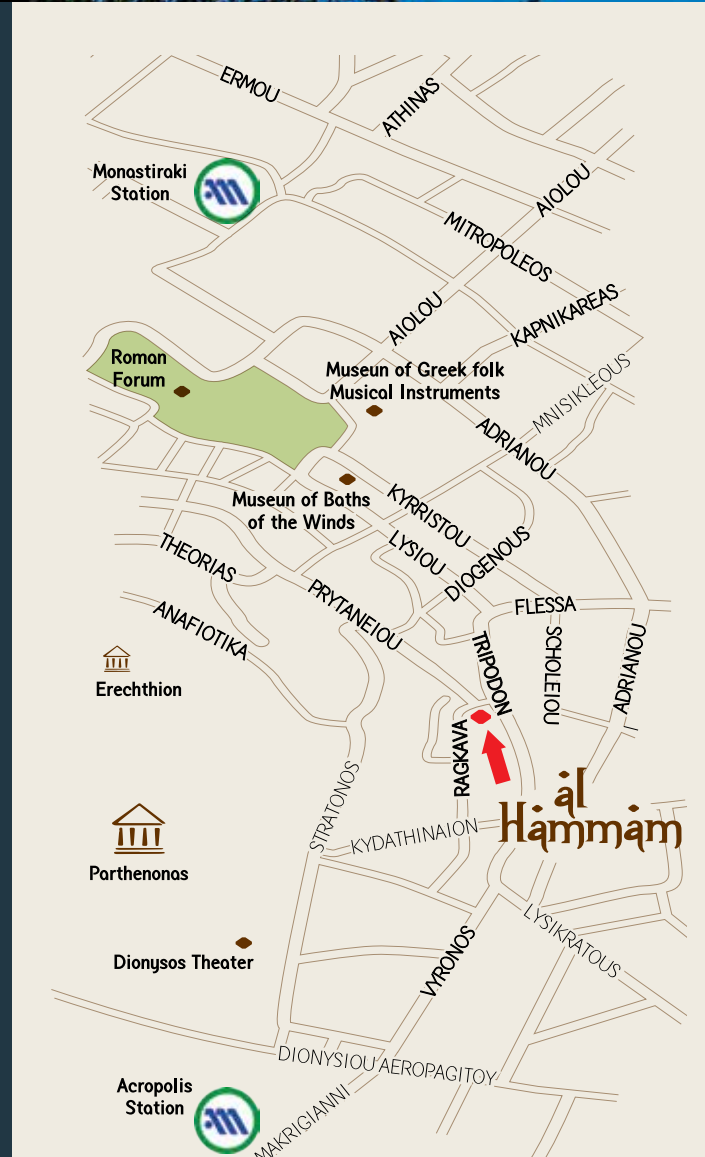 ERMOU
ATHINAS
Monastiraki
Station
AIOLOU
MITROPOLEOS
KAPNIKAREAS
AIOLOU
Roman
Forum
Museun of Greek folk
Musical Instruments
MNISIKLEOUS
ADRIANOU
Museun of Baths
of the Winds
KYRRISTOU
LYSIOU
DIOGENOUS
THEORIAS
PRYTANEIOU
FLESSA
ANAFIOTIKA
SCHOLEIOU
ADRIANOU
TRIPODON
Erechthion
RAGKAVA
al
Hammam
STRATONOS
KYDATHINAION
Parthenonas
LYSIKRATOUS
VYRONOS
Dionysos Theater
DIONYSIOU AEROPAGITOY
Acropolis
Station
MAKRIGIANNI